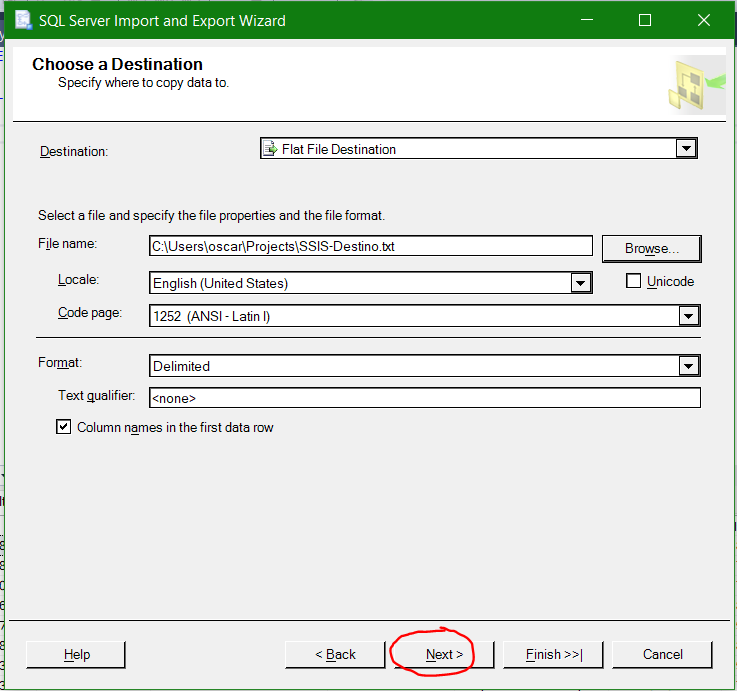 SQL Server Import and Export Wizard
Choose a Destination
Specify where to copy data to.
Destination: Flat File Destination
Select a file and specify the file properties and the file format.
File name: C:\Users\oscar\Projects\SSIS-Destino.txt Browse...
Locale: English (United States) Unicode
Code page: 1252 (ANSI - Latin I)
Format: Delimited
Text qualifier: <none>
Column names in the first data row
Help < Back Next > Finish >>| Cancel